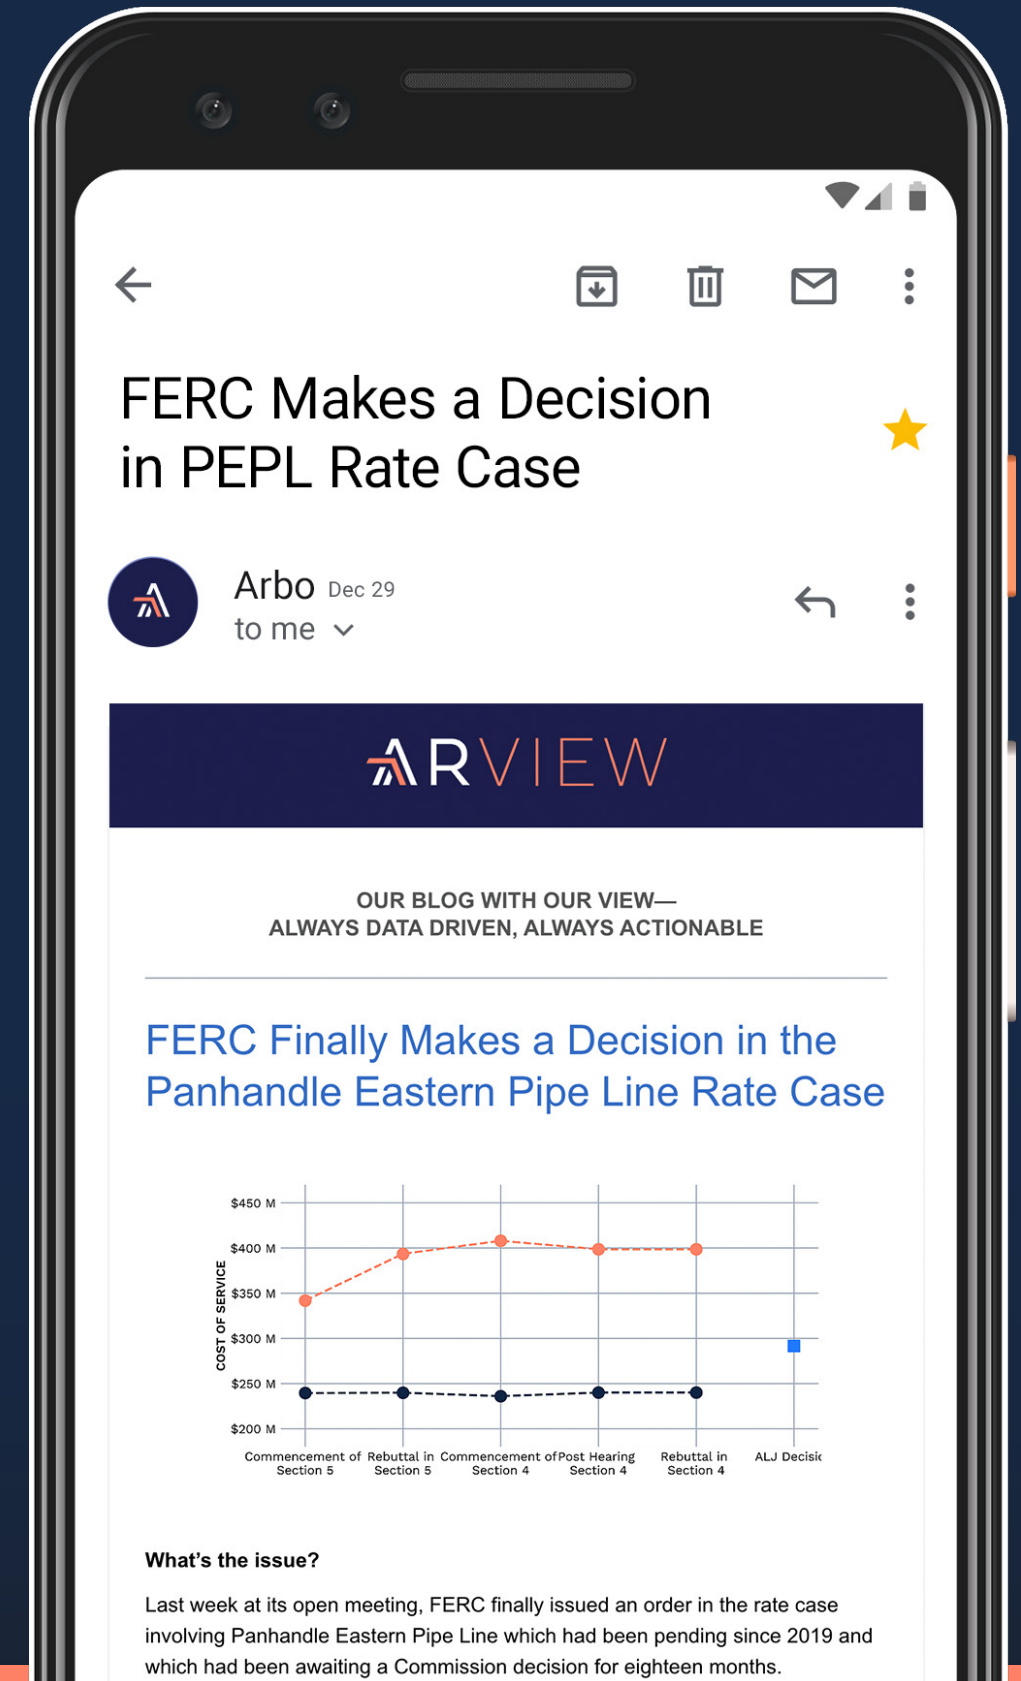 FERC Makes a Decision
in PEPL Rate Case
Arbo Dec 29
to me
ARVIEW
OUR BLOG WITH OUR VIEW—
ALWAYS DATA DRIVEN, ALWAYS ACTIONABLE
FERC Finally Makes a Decision in the
Panhandle Eastern Pipe Line Rate Case
COST OF SERVICE
$450 M
$400 M
$350 M
$300 M
$250 M
$200 M
Commencement of Section 5
Rebuttal in Section 5
Commencement of Section 4
Post Hearing Section 4
Rebuttal in Section 4
ALJ Decisic
What's the issue?
Last week at its open meeting, FERC finally issued an order in the rate case
involving Panhandle Eastern Pipe Line which had been pending since 2019 and
which had been awaiting a Commission decision for eighteen months.